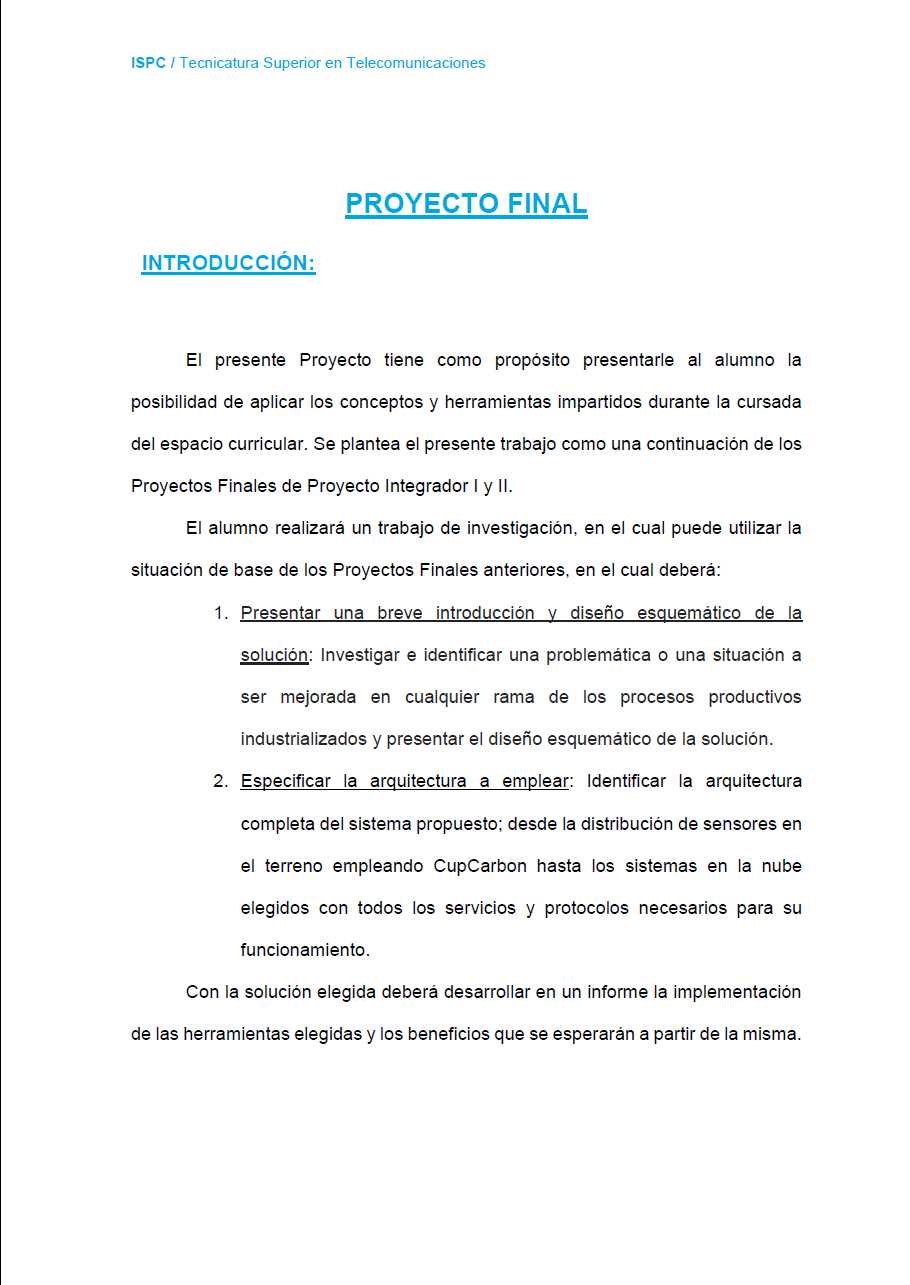 ISPC / Tecnicatura Superior en Telecomunicaciones
PROYECTO FINAL
INTRODUCCIÓN:
El presente Proyecto tiene como propósito presentarle al alumno la
posibilidad de aplicar los conceptos y herramientas impartidos durante la cursada
del espacio curricular. Se plantea el presente trabajo como una continuación de los
Proyectos Finales de Proyecto Integrador I y II.
El alumno realizará un trabajo de investigación, en el cual puede utilizar la
situación de base de los Proyectos Finales anteriores, en el cual deberá:
1. Presentar una breve introducción y diseño esquemático de la
solución: Investigar e identificar una problemática o una situación a
ser mejorada en cualquier rama de los procesos productivos
industrializados y presentar el diseño esquemático de la solución.
2. Especificar la arquitectura a emplear: Identificar la arquitectura
completa del sistema propuesto; desde la distribución de sensores en
el terreno empleando CupCarbon hasta los sistemas en la nube
elegidos con todos los servicios y protocolos necesarios para su
funcionamiento.
Con la solución elegida deberá desarrollar en un informe la implementación
de las herramientas elegidas y los beneficios que se esperarán a partir de la misma.